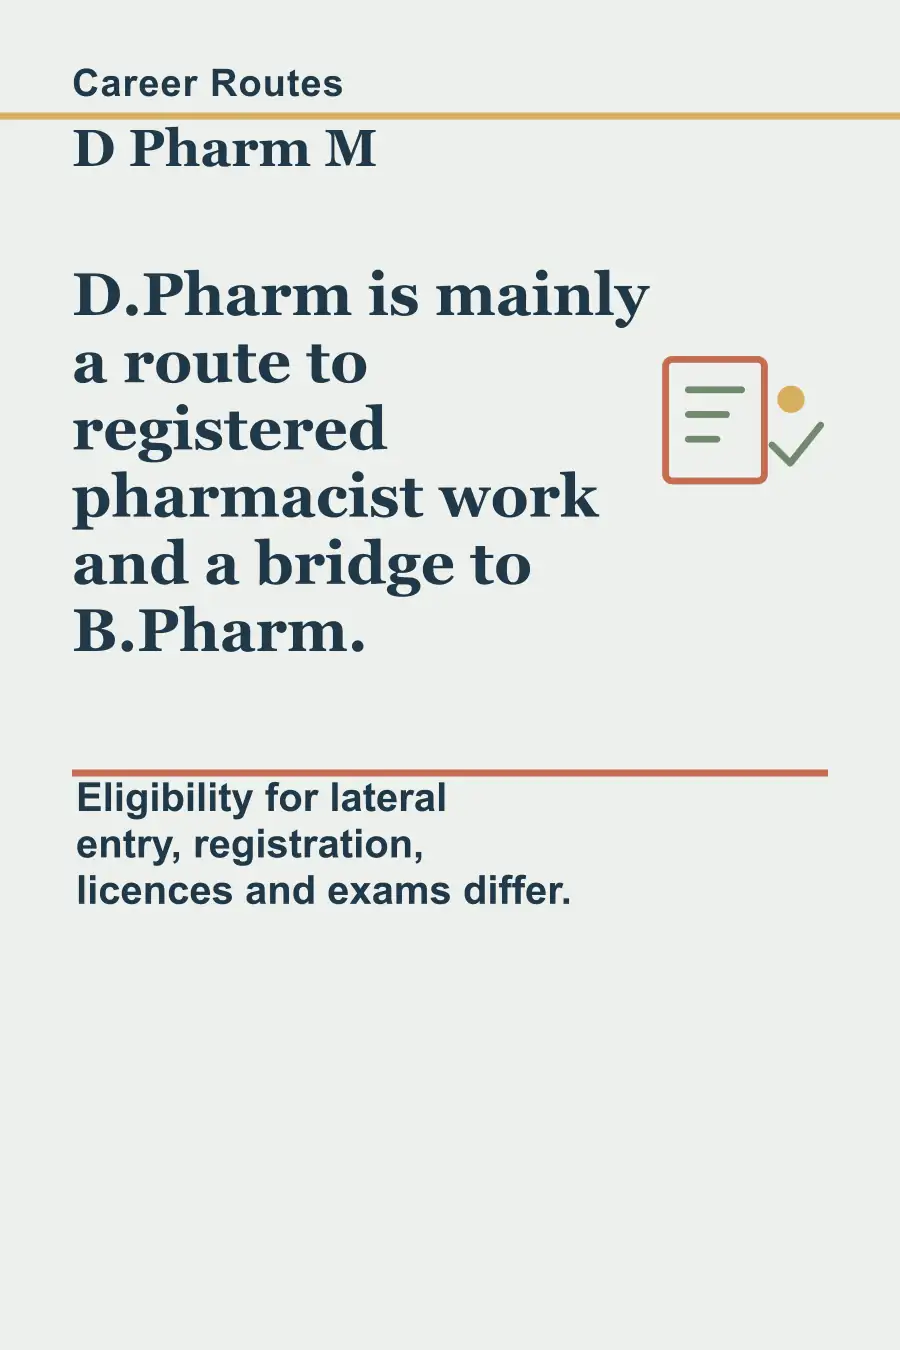 Career Routes
D Pharm M
D.Pharm is mainly
a route to
registered
pharmacist work
and a bridge to
B.Pharm.
Eligibility for lateral
entry, registration,
licences and exams differ.